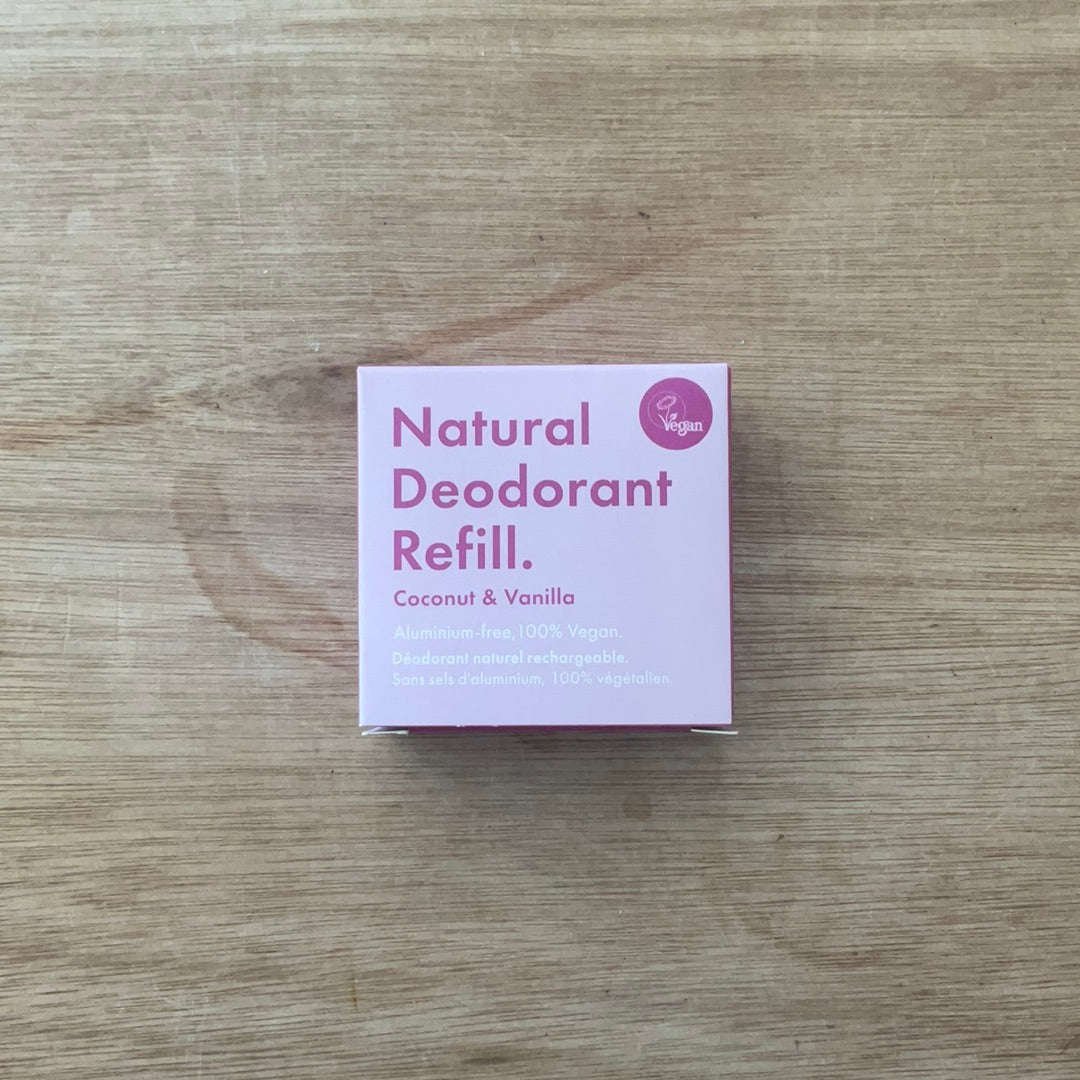 Vegan
Natural
Deodorant
Refill.
Coconut & Vanilla
Aluminium-free,100% Vegan.
Déodorant naturel rechargeable.
Sans sels d'aluminium, 100% végétalien.